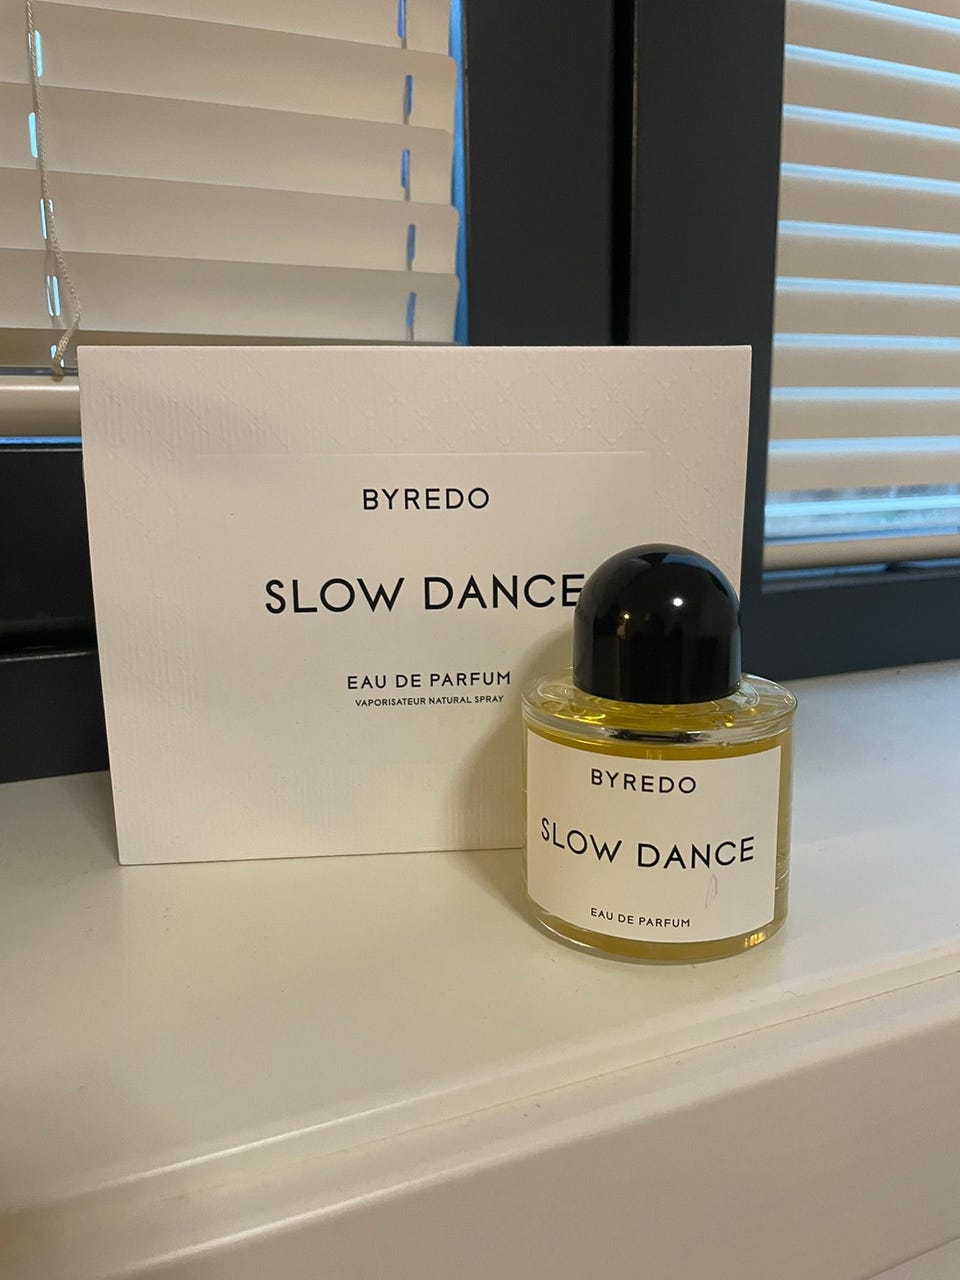 BYREDO
SLOW DANCE
EAU DE PARFUM
VAPORISATEUR NATURAL SPRAY
BYREDO
SLOW DANCE
EAU DE PARFUM